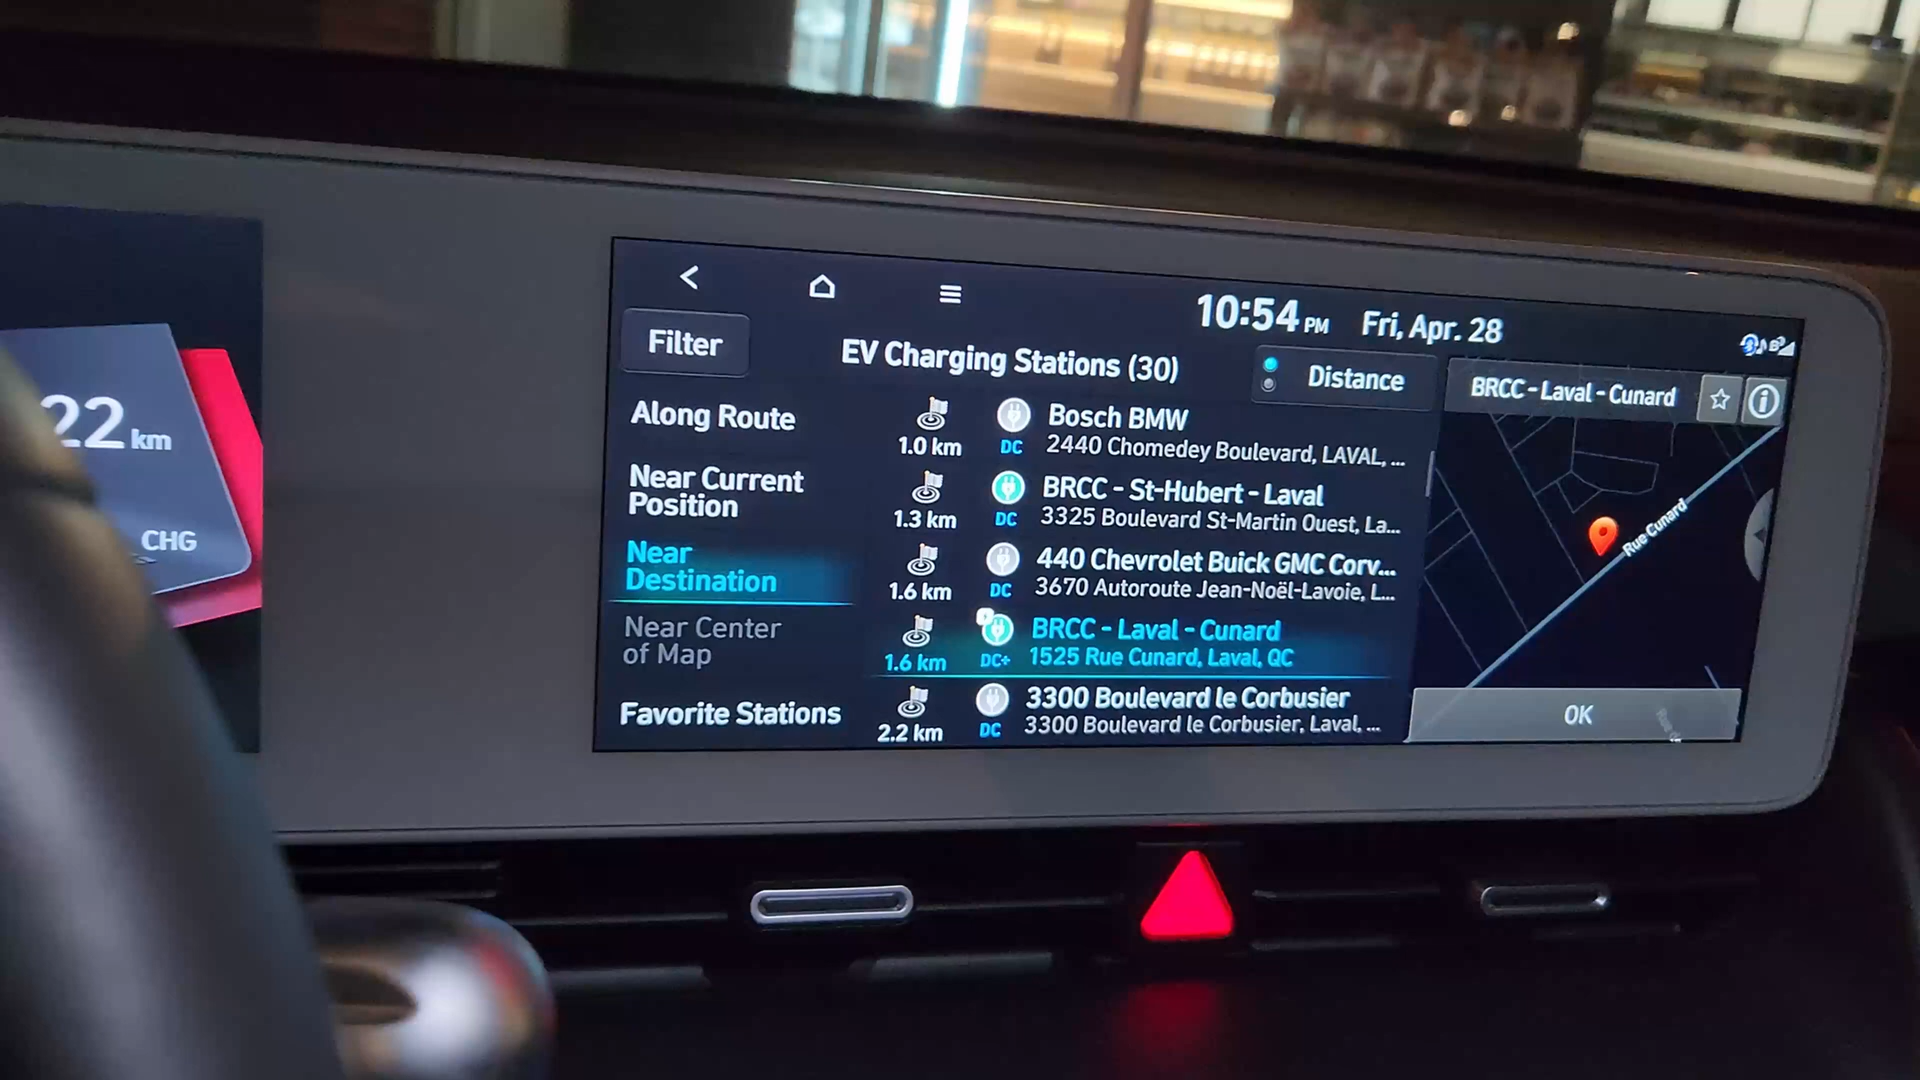 22 km
CHG
10:54 PM Fri, Apr. 28
Filter
EV Charging Stations (30)
Distance
BRCC - Laval - Cunard
Along Route
Near Current
Position
Near
Destination
Near Center
of Map
Favorite Stations
1.0 km DC Bosch BMW
2440 Chomedey Boulevard, LAVAL, ...
1.3 km DC BRCC - St-Hubert - Laval
3325 Boulevard St-Martin Ouest, La...
1.6 km DC 440 Chevrolet Buick GMC Corv...
3670 Autoroute Jean-Noël-Lavoie, L...
1.6 km DC+ BRCC - Laval - Cunard
1525 Rue Cunard, Laval, QC
2.2 km DC 3300 Boulevard le Corbusier
3300 Boulevard le Corbusier, Laval, ...
Rue Cunard
OK